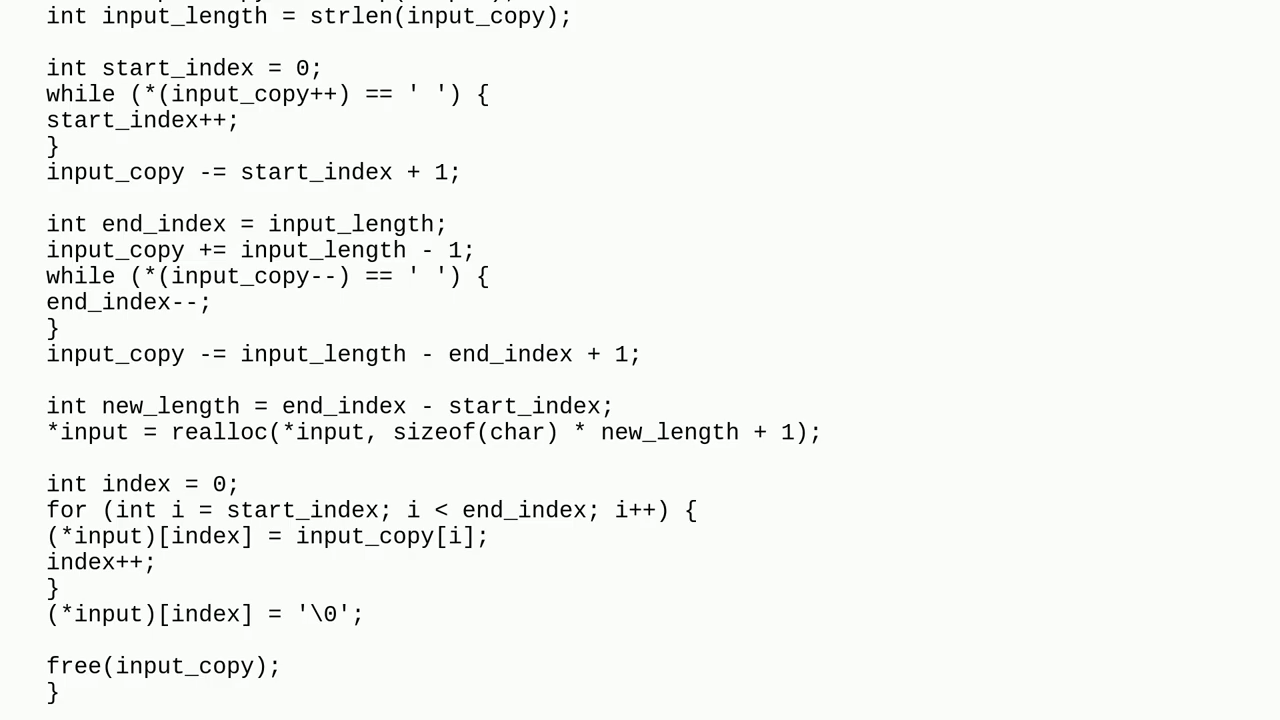 int input_length = strlen(input_copy);
int start_index = 0;
while (*(input_copy++) == ' ') {
start_index++;
}
input_copy -= start_index + 1;
int end_index = input_length;
input_copy += input_length - 1;
while (*(input_copy--) == ' ') {
end_index--;
}
input_copy -= input_length - end_index + 1;
int new_length = end_index - start_index;
*input = realloc(*input, sizeof(char) * new_length + 1);
int index = 0;
for (int i = start_index; i < end_index; i++) {
(*input)[index] = input_copy[i];
index++;
}
(*input)[index] = '\0';
free(input_copy);
}